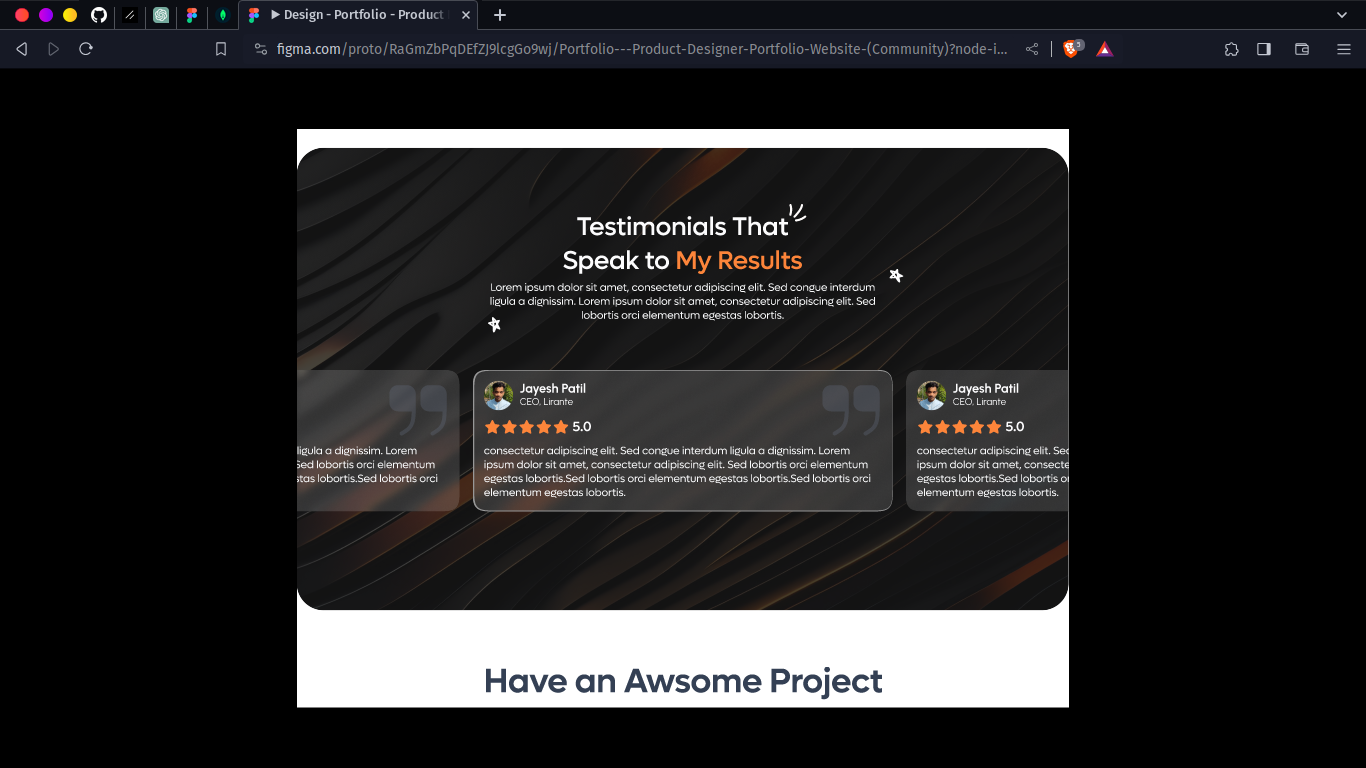 Design - Portfolio - Product
figma.com/proto/RaGmZbPqDEfZJ9lcgGo9wj/Portfolio---Product-Designer-Portfolio-Website-(Community)?node-i...
3
Testimonials That
Speak to My Results
Lorem ipsum dolor sit amet, consectetur adipiscing elit. Sed congue interdum
ligula a dignissim. Lorem ipsum dolor sit amet, consectetur adipiscing elit. Sed
lobortis orci elementum egestas lobortis.
ligula a dignissim. Lorem
Sed lobortis orci elementum
stas lobortis.Sed lobortis orci
Jayesh Patil
CEO, Lirante
5.0
consectetur adipiscing elit. Sed congue interdum ligula a dignissim. Lorem
ipsum dolor sit amet, consectetur adipiscing elit. Sed lobortis orci elementum
egestas lobortis.Sed lobortis orci elementum egestas lobortis.Sed lobortis orci
elementum egestas lobortis.
Jayesh Patil
CEO, Lirante
5.0
consectetur adipiscing elit. Sed
ipsum dolor sit amet, consecte
egestas lobortis.Sed lobortis o
elementum egestas lobortis.
Have an Awsome Project